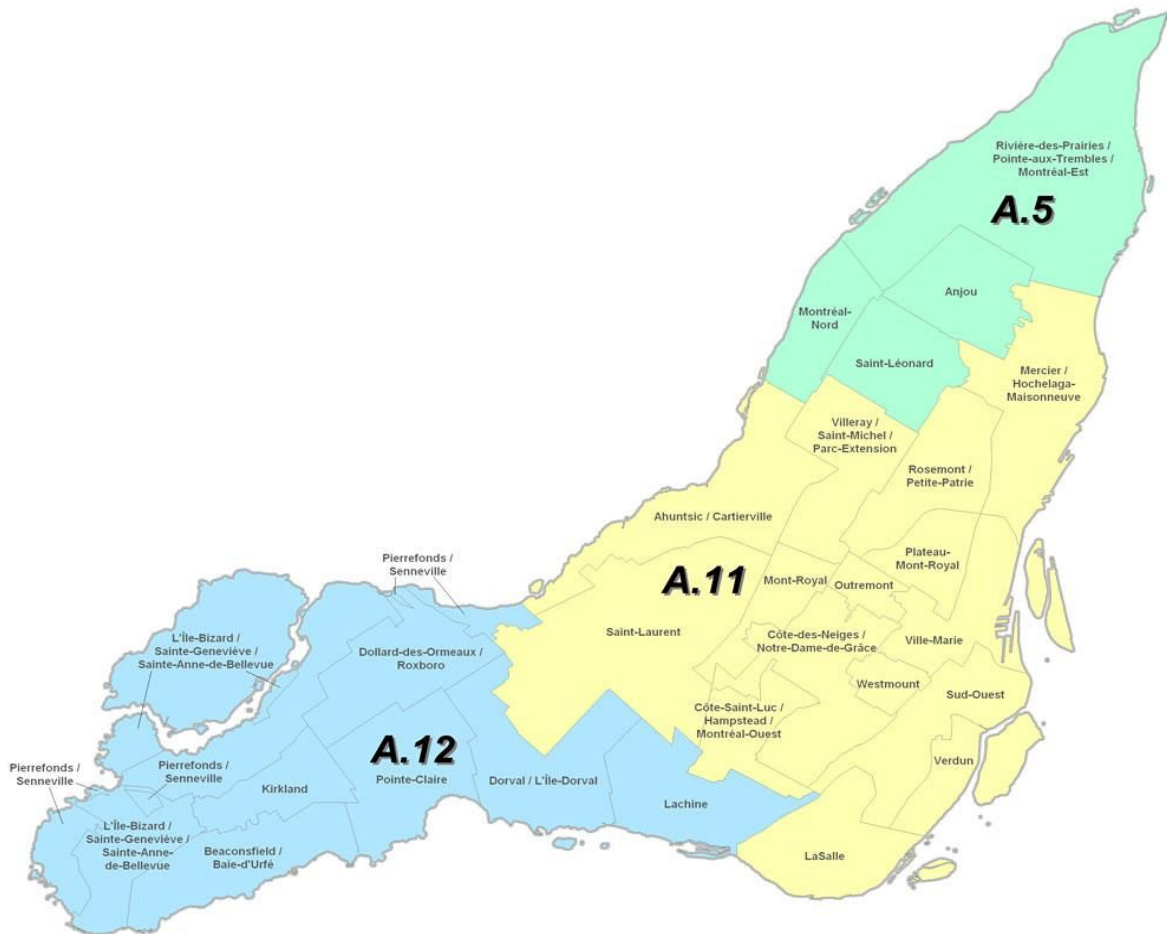 Rivière-des-Prairies /
Pointe-aux-Trembles /
Montréal-Est
A.5
Anjou
Montréal-
Nord
Saint-Léonard
Mercier /
Hochelaga-
Maisonneuve
Villeray /
Saint-Michel /
Parc-Extension
Rosemont /
Petite-Patrie
Ahuntsic / Cartierville
Plateau-
Mont-Royal
Pierrefonds /
Senneville
A.11
Mont-Royal
Outremont
Saint-Laurent
Côte-des-Neiges /
Notre-Dame-de-Grâce
Ville-Marie
L'Île-Bizard /
Sainte-Geneviève /
Sainte-Anne-de-Bellevue
Dollard-des-Ormeaux /
Roxboro
Westmount
Sud-Ouest
Côte-Saint-Luc /
Hampstead /
Montréal-Ouest
A.12
Pointe-Claire
Verdun
Pierrefonds /
Senneville
Pierrefonds /
Senneville
Kirkland
Dorval / L'Île-Dorval
Lachine
L'Île-Bizard /
Sainte-Geneviève /
Sainte-Anne-
de-Bellevue
Beaconsfield /
Baie-d'Urfé
LaSalle